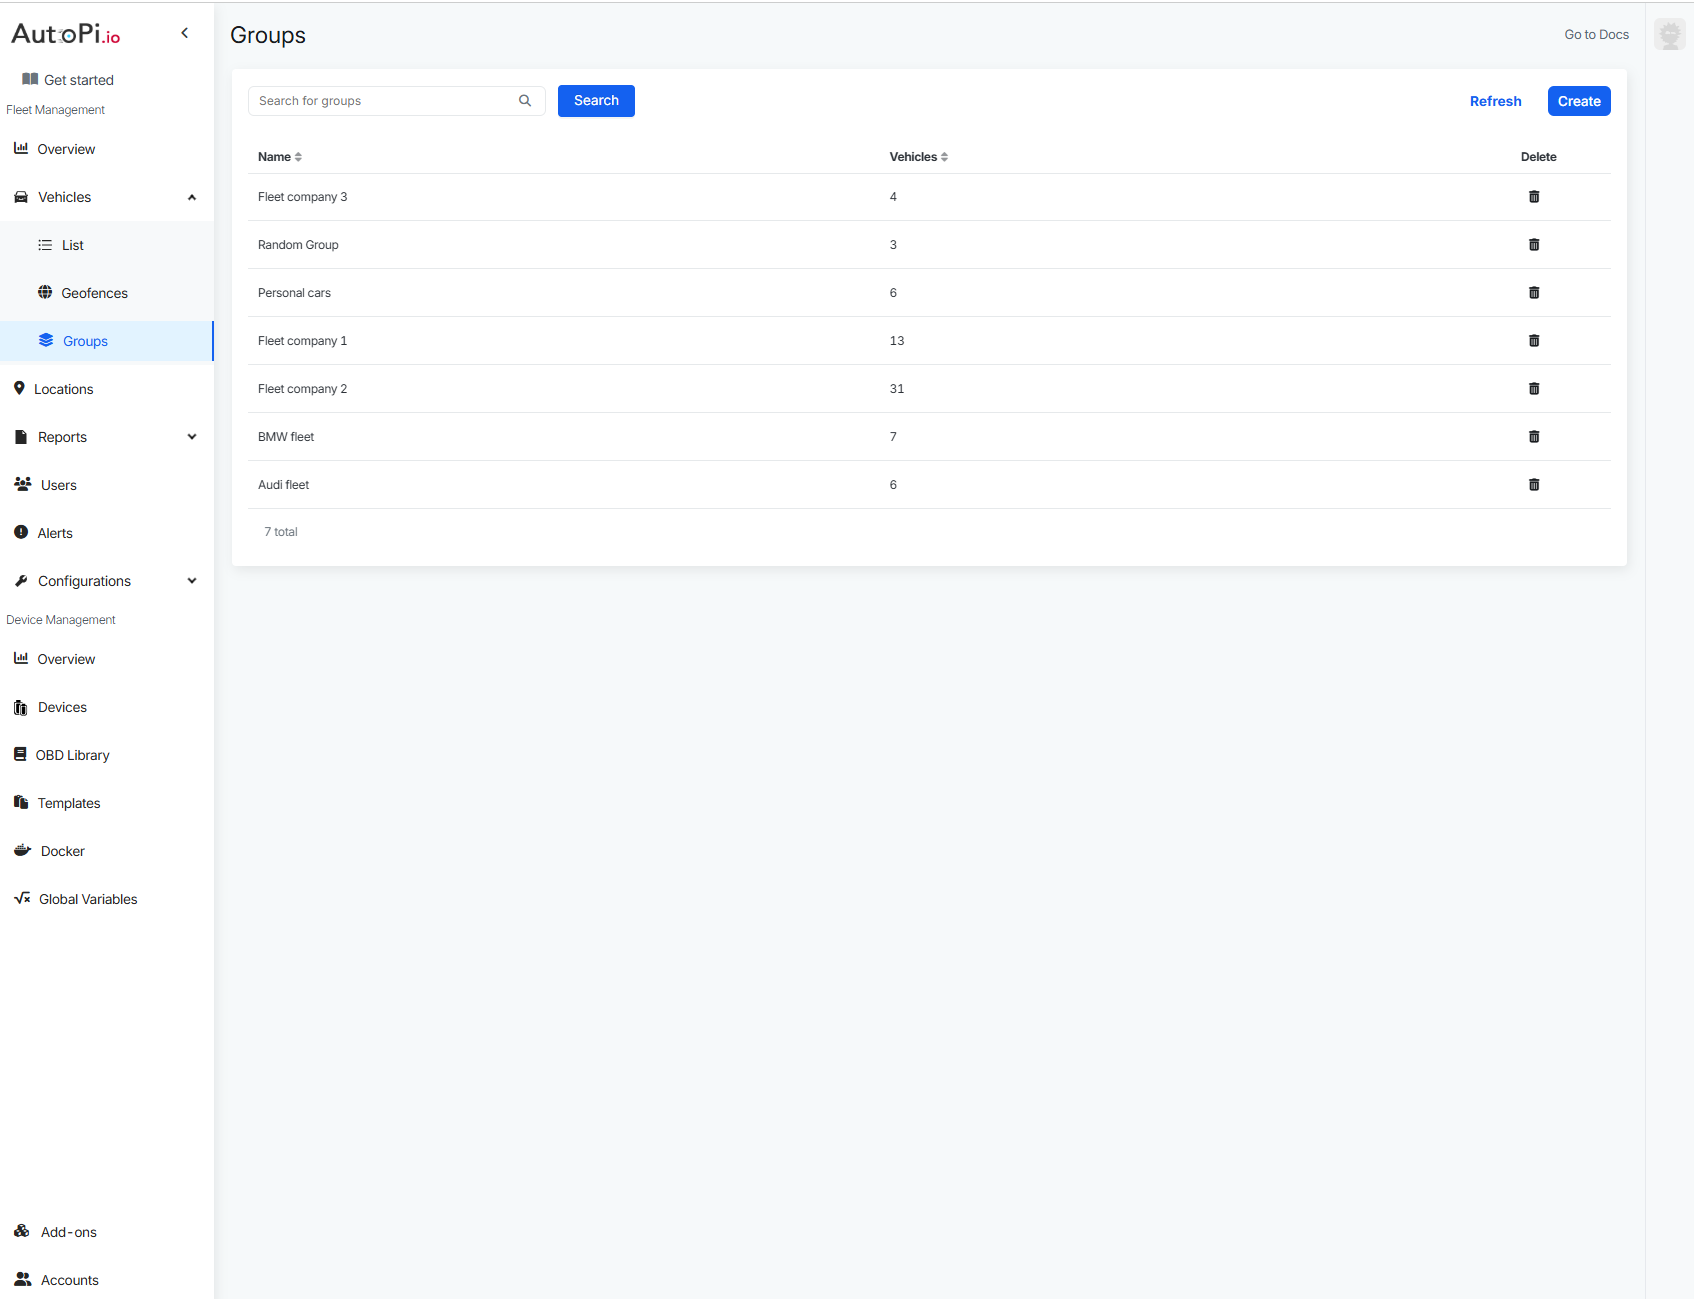 AutoPi.io
Get started
Fleet Management
Overview
Vehicles
List
Geofences
Groups
Locations
Reports
Users
Alerts
Configurations
Device Management
Overview
Devices
OBD Library
Templates
Docker
Global Variables
Add-ons
Accounts
Groups
Go to Docs
Search for groups
Search
Refresh
Create
Name Vehicles Delete
Fleet company 3 4
Random Group 3
Personal cars 6
Fleet company 1 13
Fleet company 2 31
BMW fleet 7
Audi fleet 6
7 total